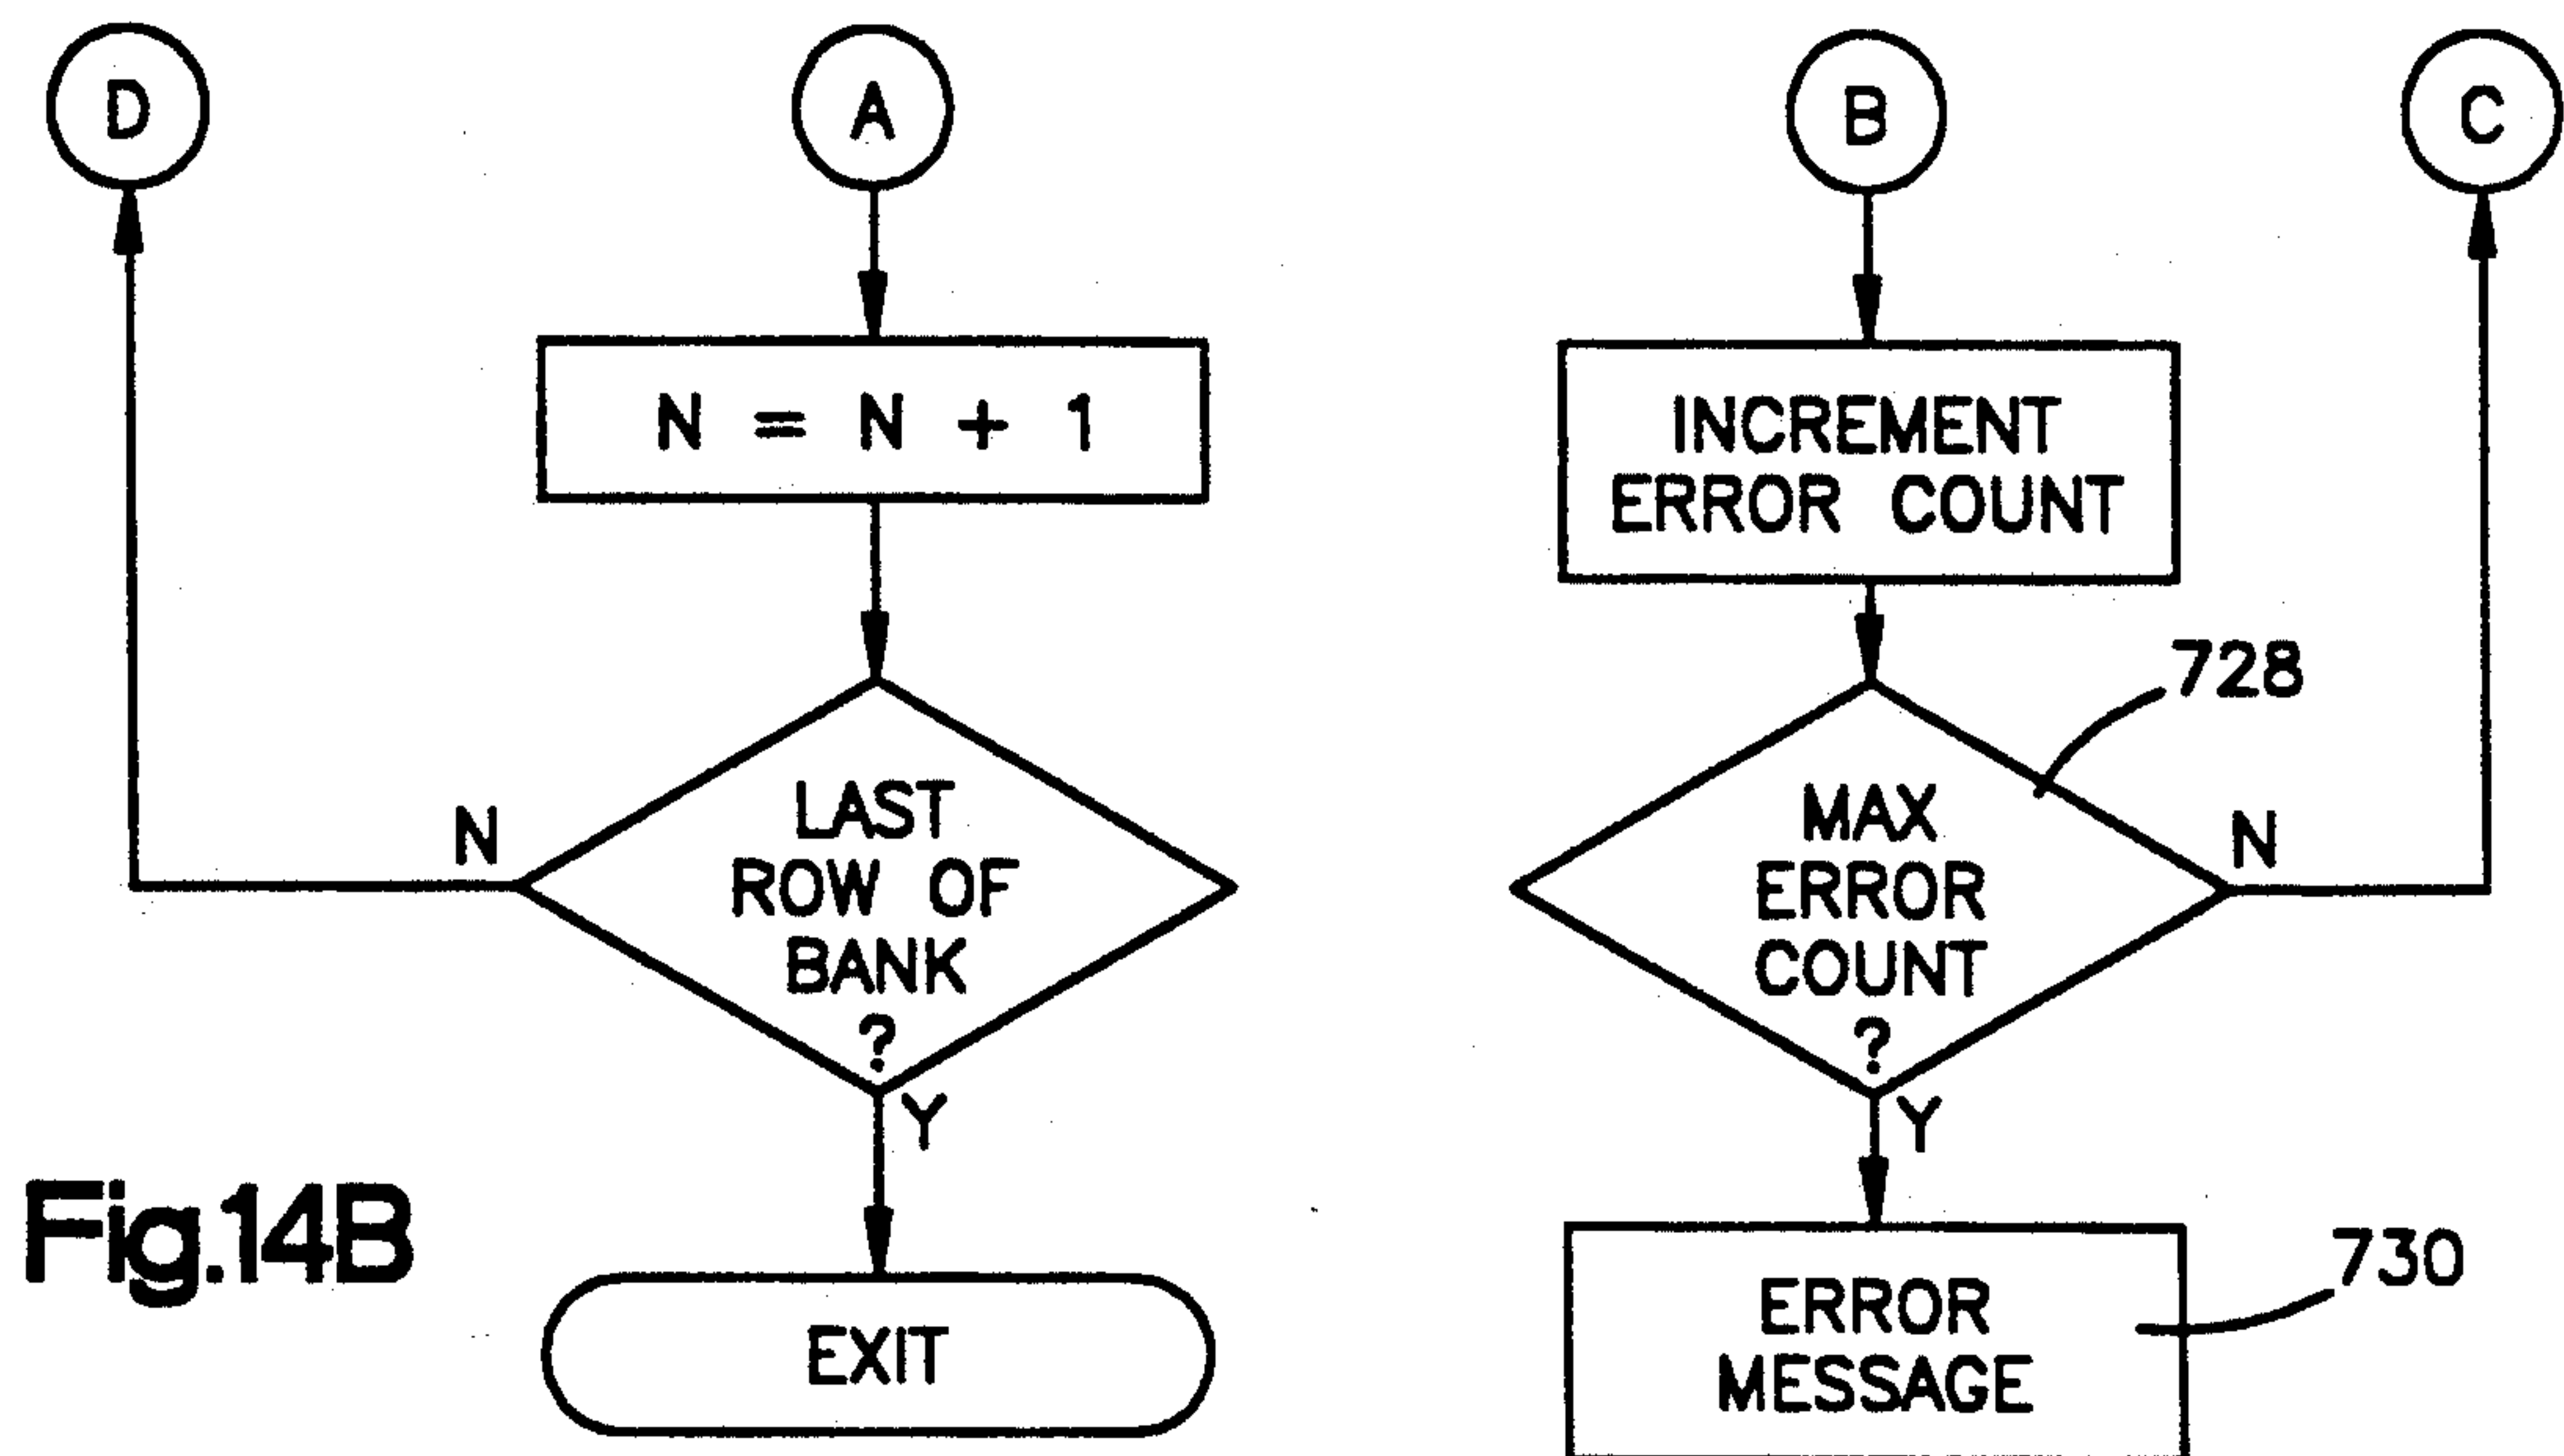 D
A
B
C
N = N + 1
INCREMENT
ERROR COUNT
728
LAST
ROW OF
BANK
?
N
Y
MAX
ERROR
COUNT
?
N
Y
Fig.14B
EXIT
ERROR
MESSAGE
730